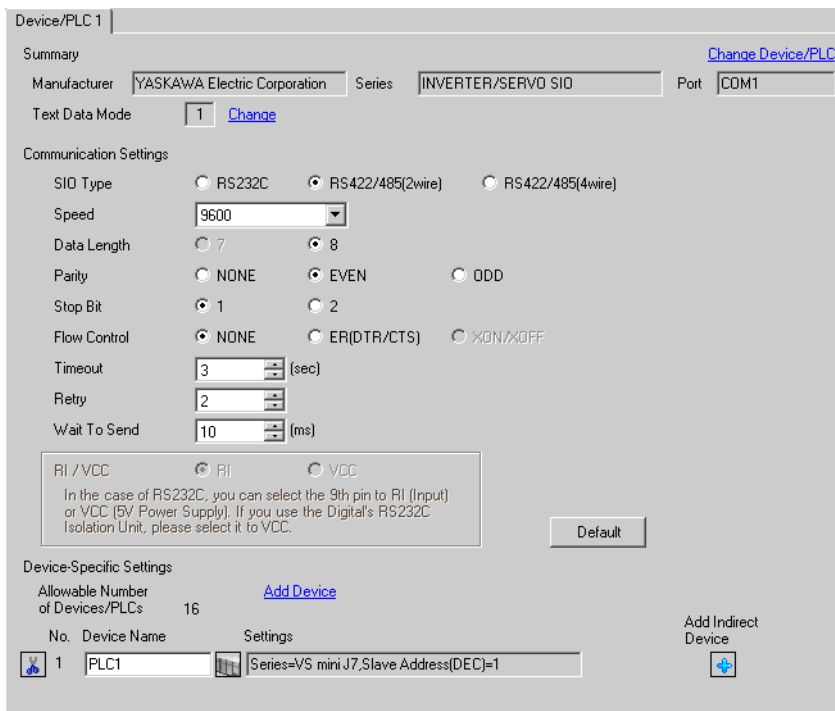 Device/PLC 1
Summary Change Device/PLC
Manufacturer YASKAWA Electric Corporation Series INVERTER/SERVO SIO Port COM1
Text Data Mode 1 Change
Communication Settings
SIO Type RS232C RS422/485(2wire) RS422/485(4wire)
Speed 9600
Data Length 7 8
Parity NONE EVEN ODD
Stop Bit 1 2
Flow Control NONE ER(DTR/CTS) XON/XOFF
Timeout 3 (sec)
Retry 2
Wait To Send 10 (ms)
RI / VCC RI VCC
In the case of RS232C, you can select the 9th pin to RI (Input)
or VCC (5V Power Supply). If you use the Digital's RS232C
Isolation Unit, please select it to VCC.
Default
Device-Specific Settings
Allowable Number Add Device
of Devices/PLCs 16
Add Indirect
No. Device Name Settings Device
1 PLC1 Series=VS mini J7,Slave Address(DEC)=1